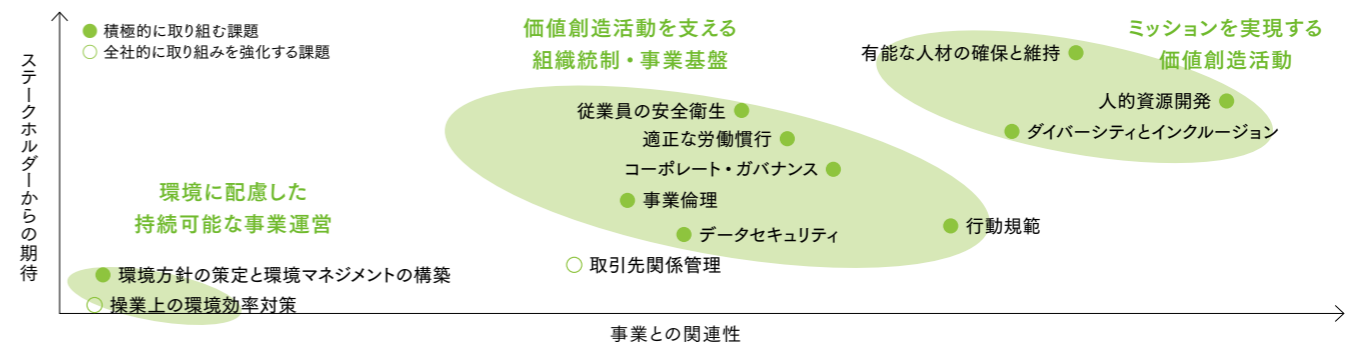 積極的に取り組む課題
全社的に取り組みを強化する課題
ステークホルダーからの期待
価値創造活動を支える
組織統制・事業基盤
ミッションを実現する
価値創造活動
有能な人材の確保と維持
人的資源開発
ダイバーシティとインクルージョン
従業員の安全衛生
適正な労働慣行
コーポレート・ガバナンス
事業倫理
データセキュリティ
行動規範
取引先関係管理
環境に配慮した
持続可能な事業運営
環境方針の策定と環境マネジメントの構築
操業上の環境効率対策
事業との関連性